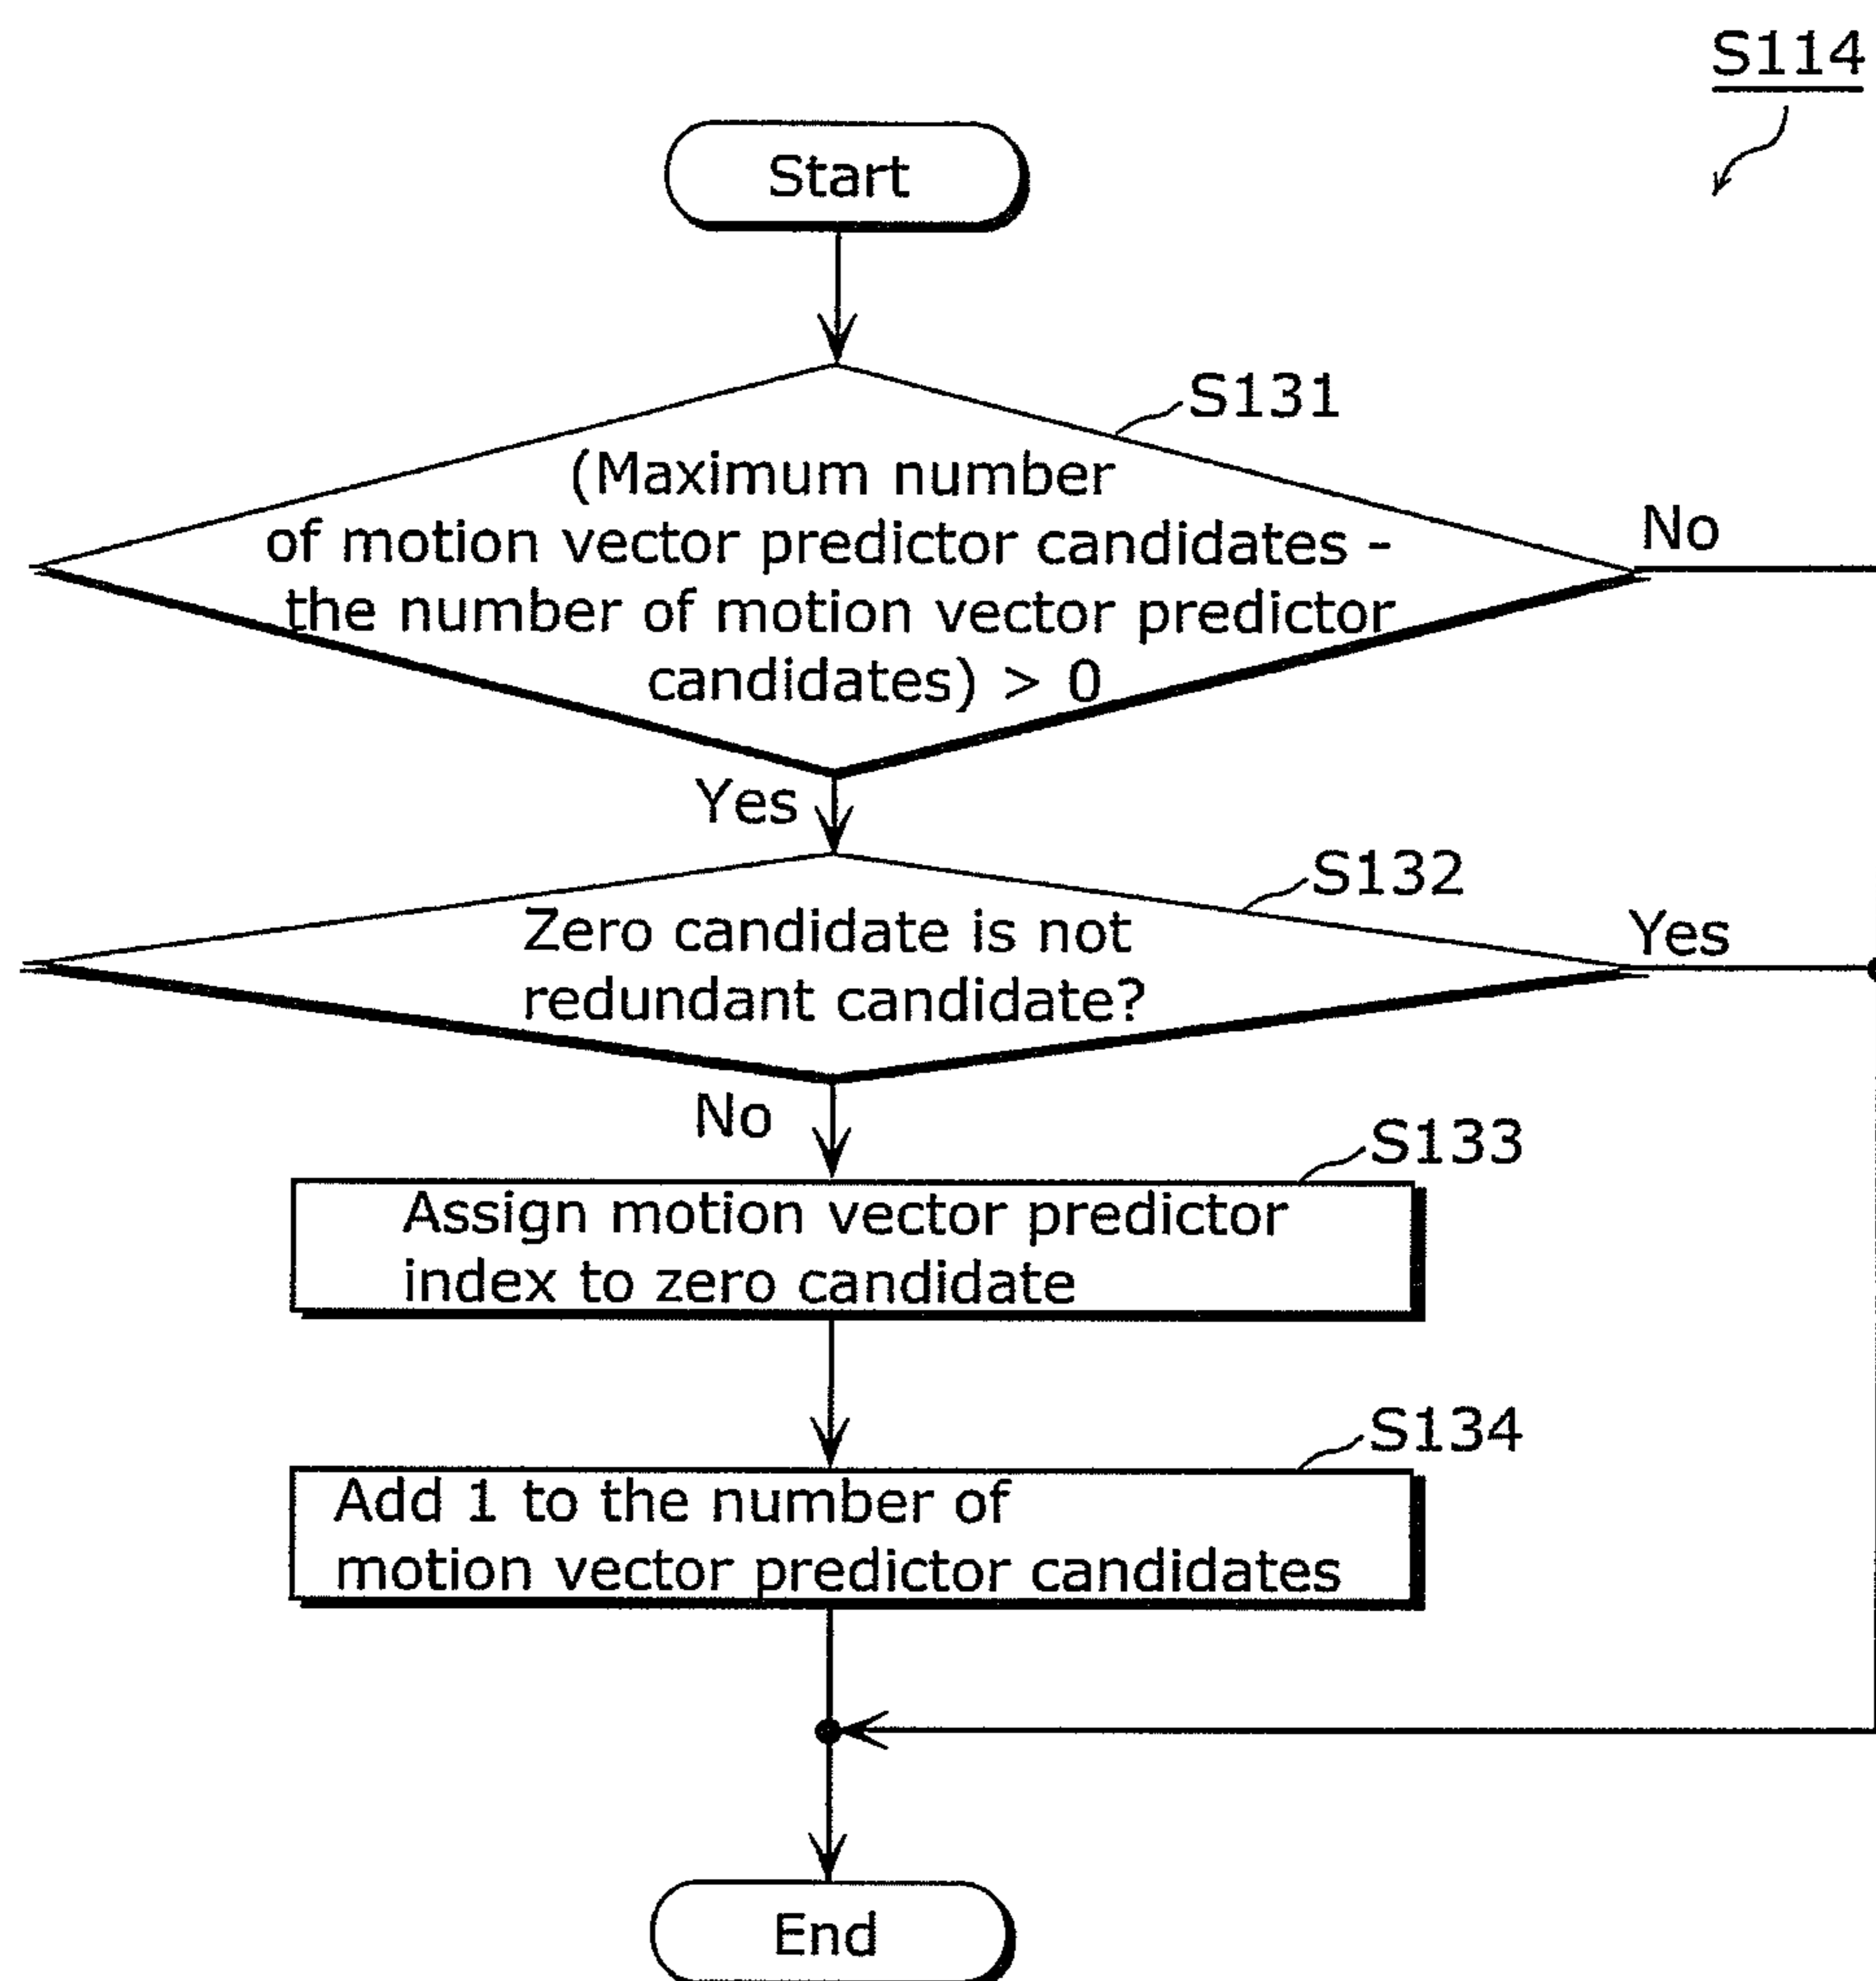 S114
Start
S131
(Maximum number
of motion vector predictor candidates -
the number of motion vector predictor
candidates) > 0
No
Yes
S132
Zero candidate is not
redundant candidate?
Yes
No
S133
Assign motion vector predictor
index to zero candidate
S134
Add 1 to the number of
motion vector predictor candidates
End